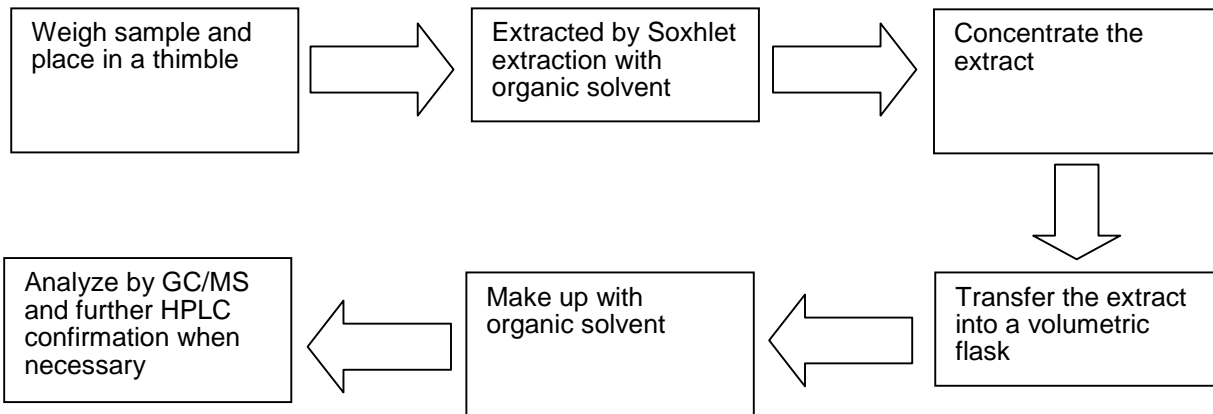 Weigh sample and
place in a thimble
Extracted by Soxhlet
extraction with
organic solvent
Concentrate the
extract
Transfer the extract
into a volumetric
flask
Make up with
organic solvent
Analyze by GC/MS
and further HPLC
confirmation when
necessary